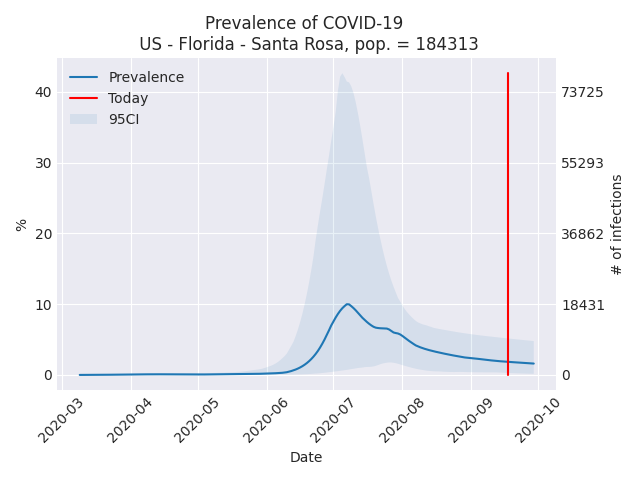 Prevalence of COVID-19
US - Florida - Santa Rosa, pop. = 184313
Prevalence
Today
95CI
40
30
20
10
0
%
73725
55293
36862
18431
0
# of infections
2020-03
2020-04
2020-05
2020-06
2020-07
2020-08
2020-09
2020-10
Date